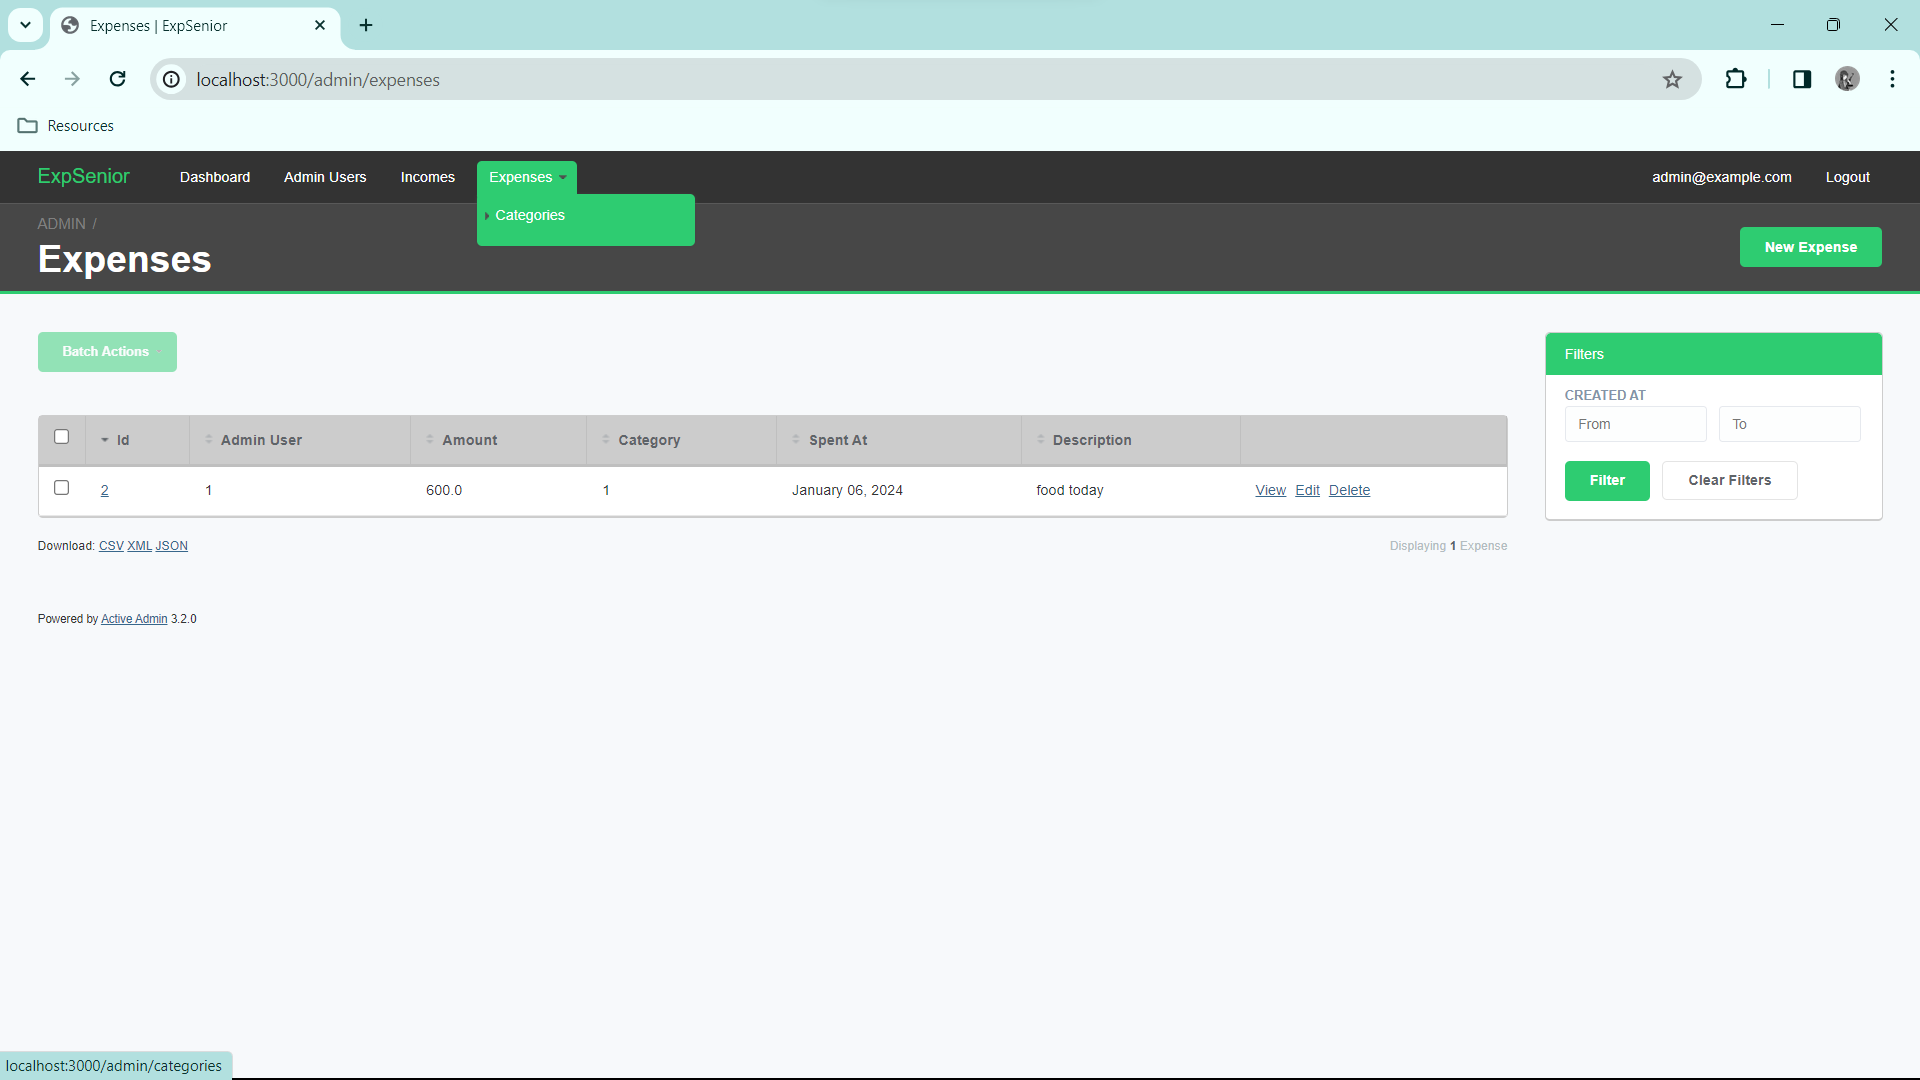 Expenses | ExpSenior
localhost:3000/admin/expenses
Resources
ExpSenior Dashboard Admin Users Incomes Expenses admin@example.com Logout
Categories
ADMIN /
Expenses
New Expense
Batch Actions
Filters
CREATED AT
From To
Filter Clear Filters
Id Admin User Amount Category Spent At Description
2 1 600.0 1 January 06, 2024 food today View Edit Delete
Download: CSV XML JSON
Displaying 1 Expense
Powered by Active Admin 3.2.0
localhost:3000/admin/categories